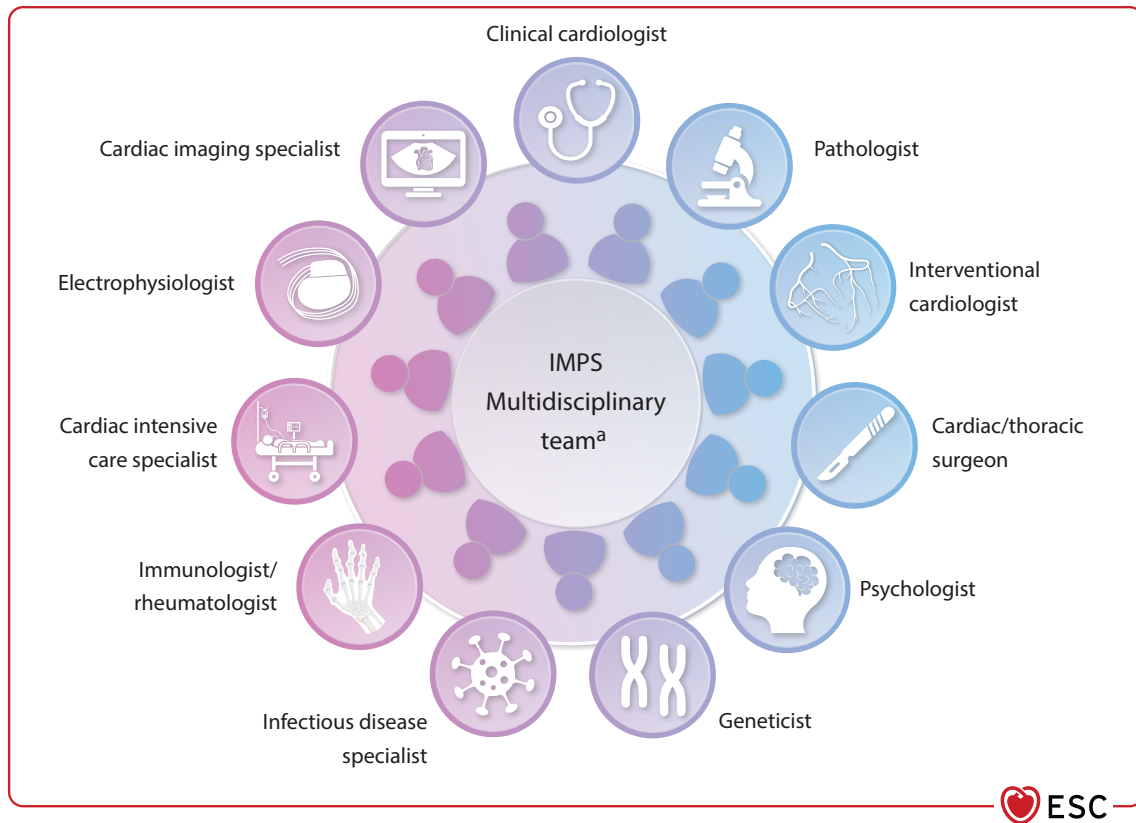 Clinical cardiologist
Cardiac imaging specialist
Pathologist
Electrophysiologist
Interventional
cardiologist
IMPS
Multidisciplinary
teamᵃ
Cardiac intensive
care specialist
Cardiac/thoracic
surgeon
Immunologist/
rheumatologist
Psychologist
Infectious disease
specialist
Geneticist
ESC